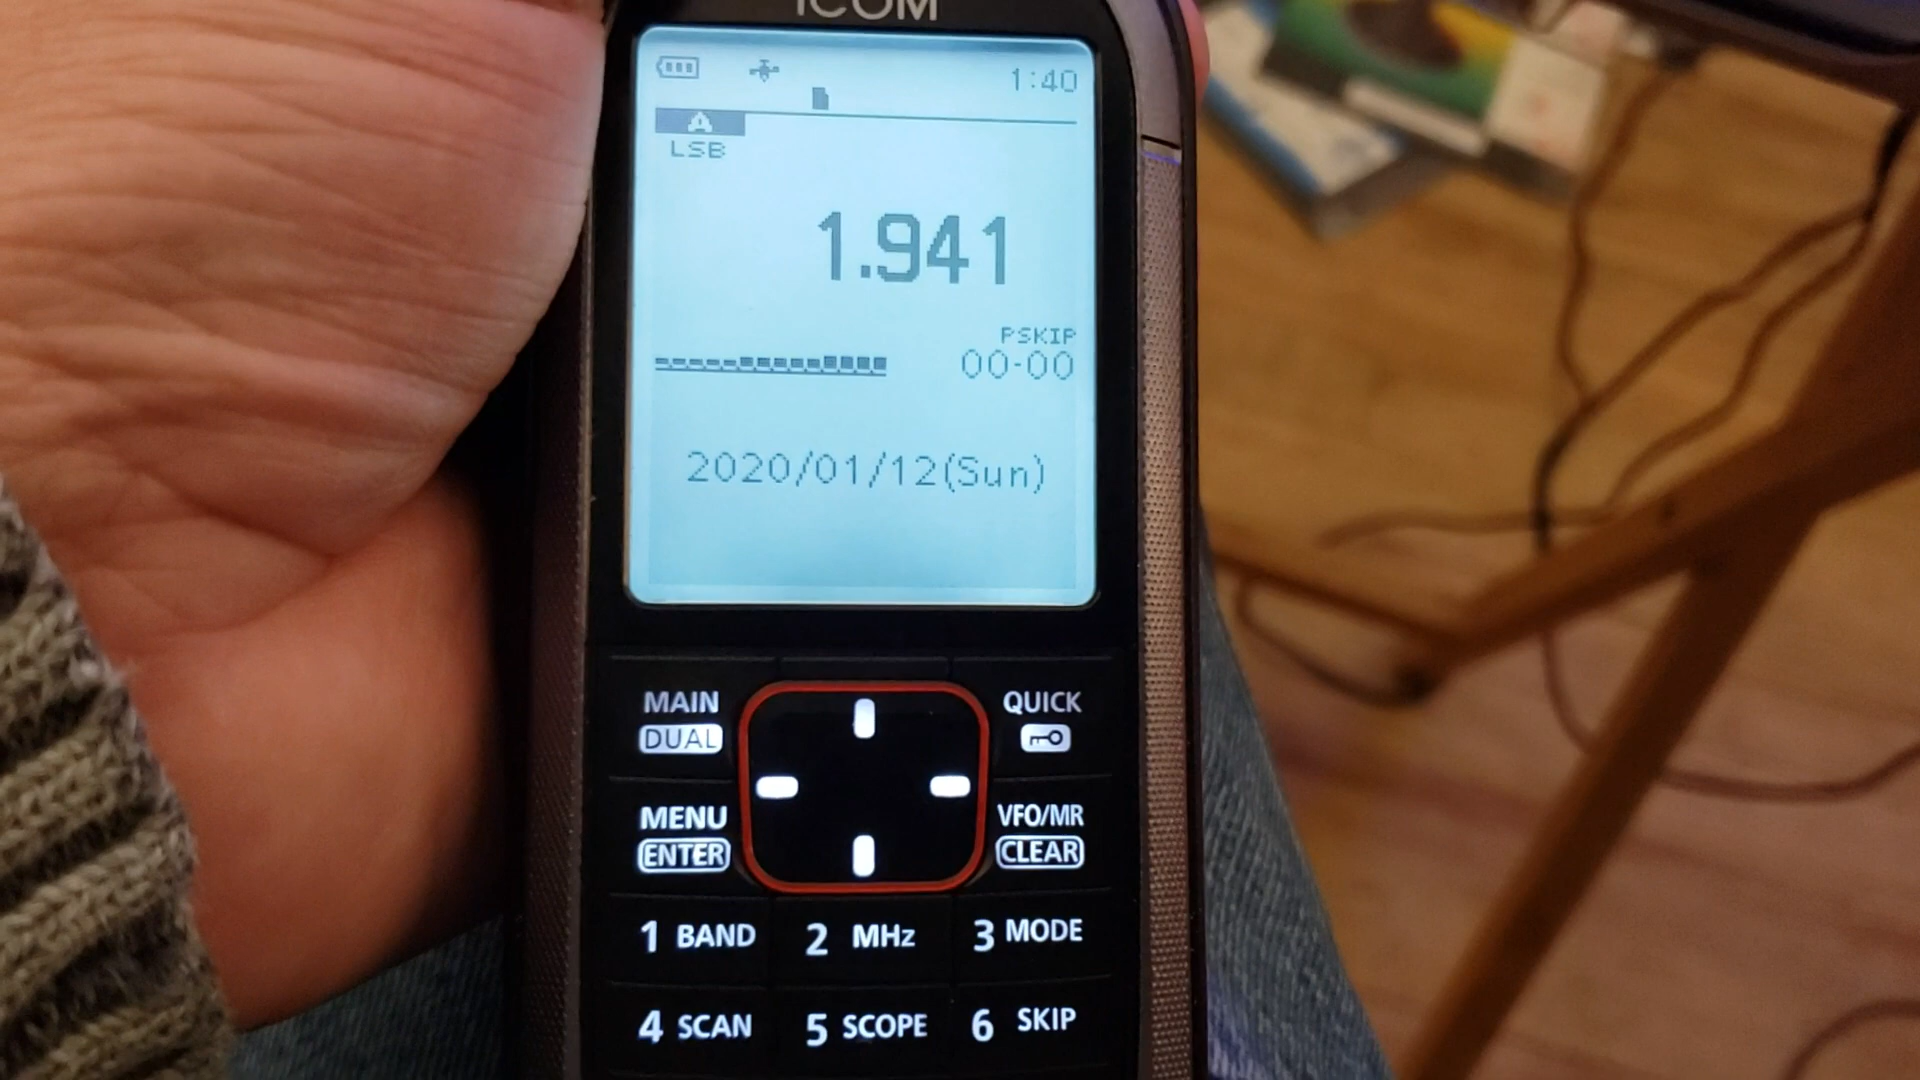 ICOM
1:40
A
LSB
1.941
PSKIP
00-00
2020/01/12(Sun)
MAIN QUICK
DUAL
MENU VFO/MR
ENTER CLEAR
1 BAND 2 MHz 3 MODE
4 SCAN 5 SCOPE 6 SKIP